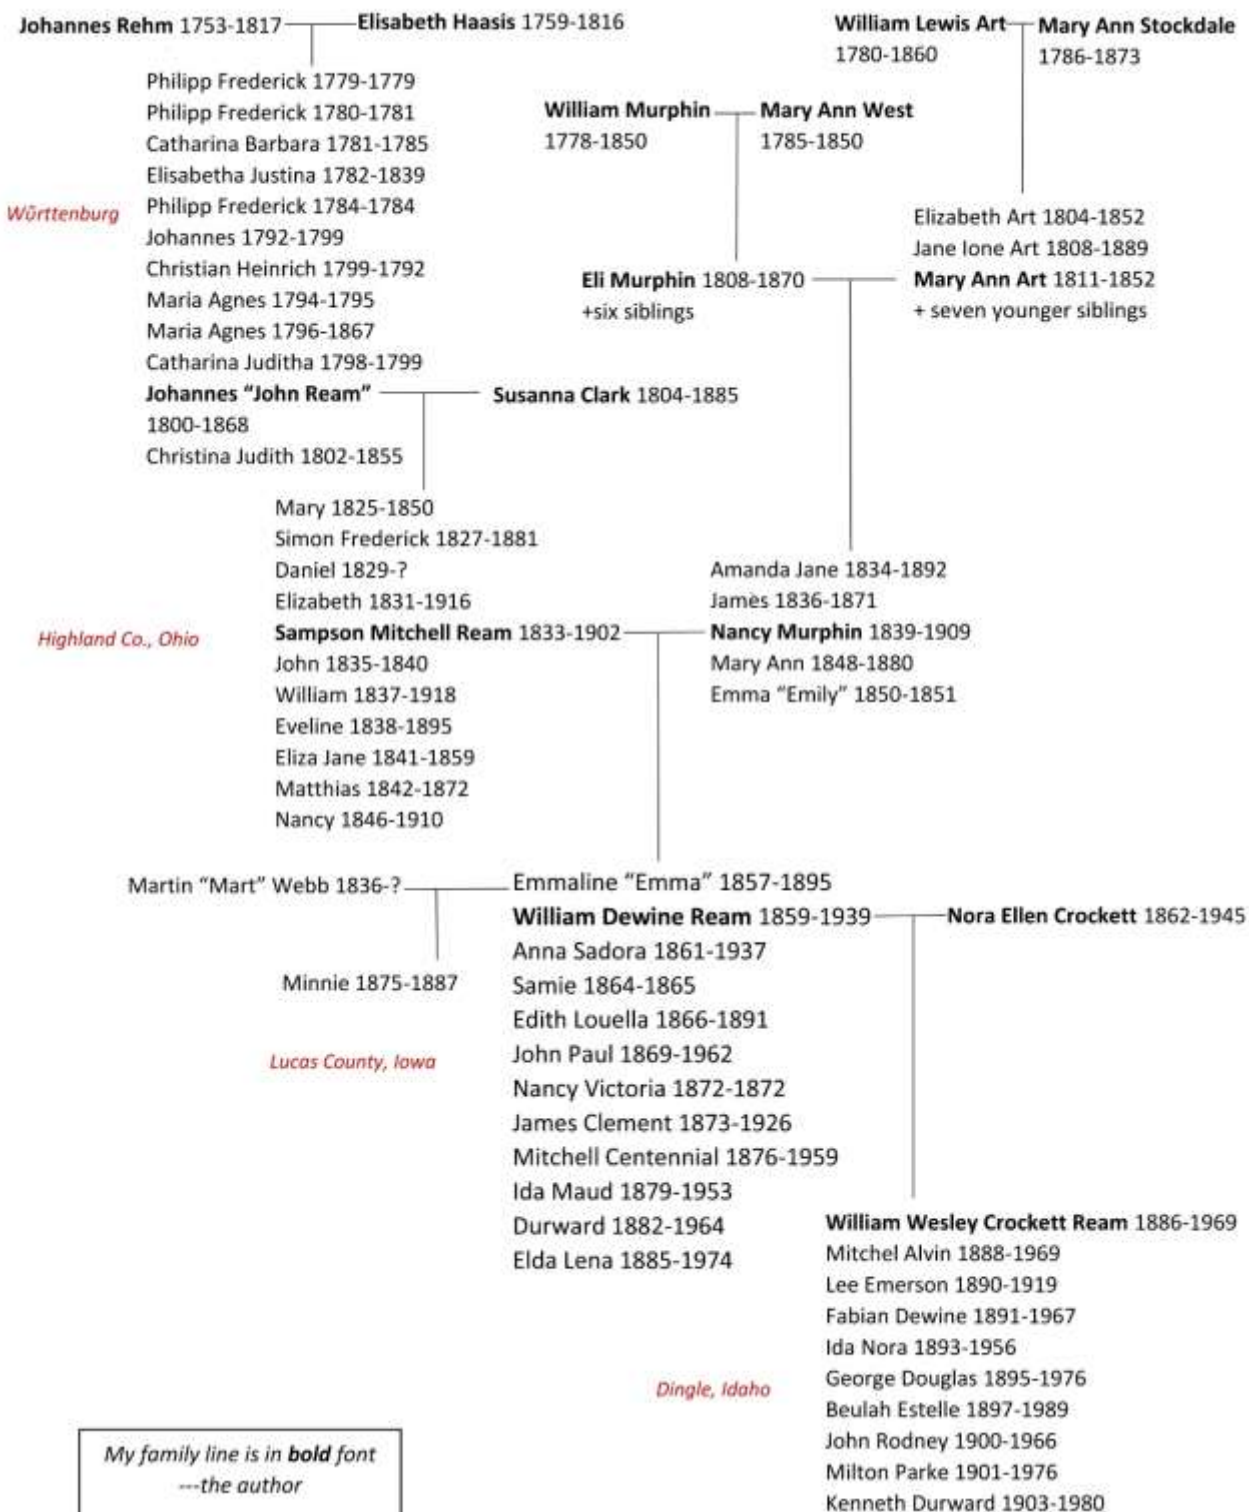 Johannes Rehm 1753-1817
Elisabeth Haasis 1759-1816
William Lewis Art
1780-1860
Mary Ann Stockdale
1786-1873
Philipp Frederick 1779-1779
Philipp Frederick 1780-1781
Catharina Barbara 1781-1785
Elisabetha Justina 1782-1839
Philipp Frederick 1784-1784
Johannes 1792-1799
Christian Heinrich 1799-1792
Maria Agnes 1794-1795
Maria Agnes 1796-1867
Catharina Juditha 1798-1799
Johannes “John Ream”
1800-1868
Christina Judith 1802-1855
Württenburg
William Murphin
1778-1850
Mary Ann West
1785-1850
Elizabeth Art 1804-1852
Jane Ione Art 1808-1889
Mary Ann Art 1811-1852
+ seven younger siblings
Eli Murphin 1808-1870
+six siblings
Susanna Clark 1804-1885
Mary 1825-1850
Simon Frederick 1827-1881
Daniel 1829-?
Elizabeth 1831-1916
Sampson Mitchell Ream 1833-1902
John 1835-1840
William 1837-1918
Eveline 1838-1895
Eliza Jane 1841-1859
Matthias 1842-1872
Nancy 1846-1910
Highland Co., Ohio
Amanda Jane 1834-1892
James 1836-1871
Nancy Murphin 1839-1909
Mary Ann 1848-1880
Emma “Emily” 1850-1851
Martin “Mart” Webb 1836-?
Minnie 1875-1887
Emmaline “Emma” 1857-1895
William Dewine Ream 1859-1939
Anna Sadora 1861-1937
Samie 1864-1865
Edith Louella 1866-1891
John Paul 1869-1962
Nancy Victoria 1872-1872
James Clement 1873-1926
Mitchell Centennial 1876-1959
Ida Maud 1879-1953
Durward 1882-1964
Elda Lena 1885-1974
Lucas County, Iowa
Nora Ellen Crockett 1862-1945
William Wesley Crockett Ream 1886-1969
Mitchel Alvin 1888-1969
Lee Emerson 1890-1919
Fabian Dewine 1891-1967
Ida Nora 1893-1956
George Douglas 1895-1976
Beulah Estelle 1897-1989
John Rodney 1900-1966
Milton Parke 1901-1976
Kenneth Durward 1903-1980
Dingle, Idaho
My family line is in bold font
---the author